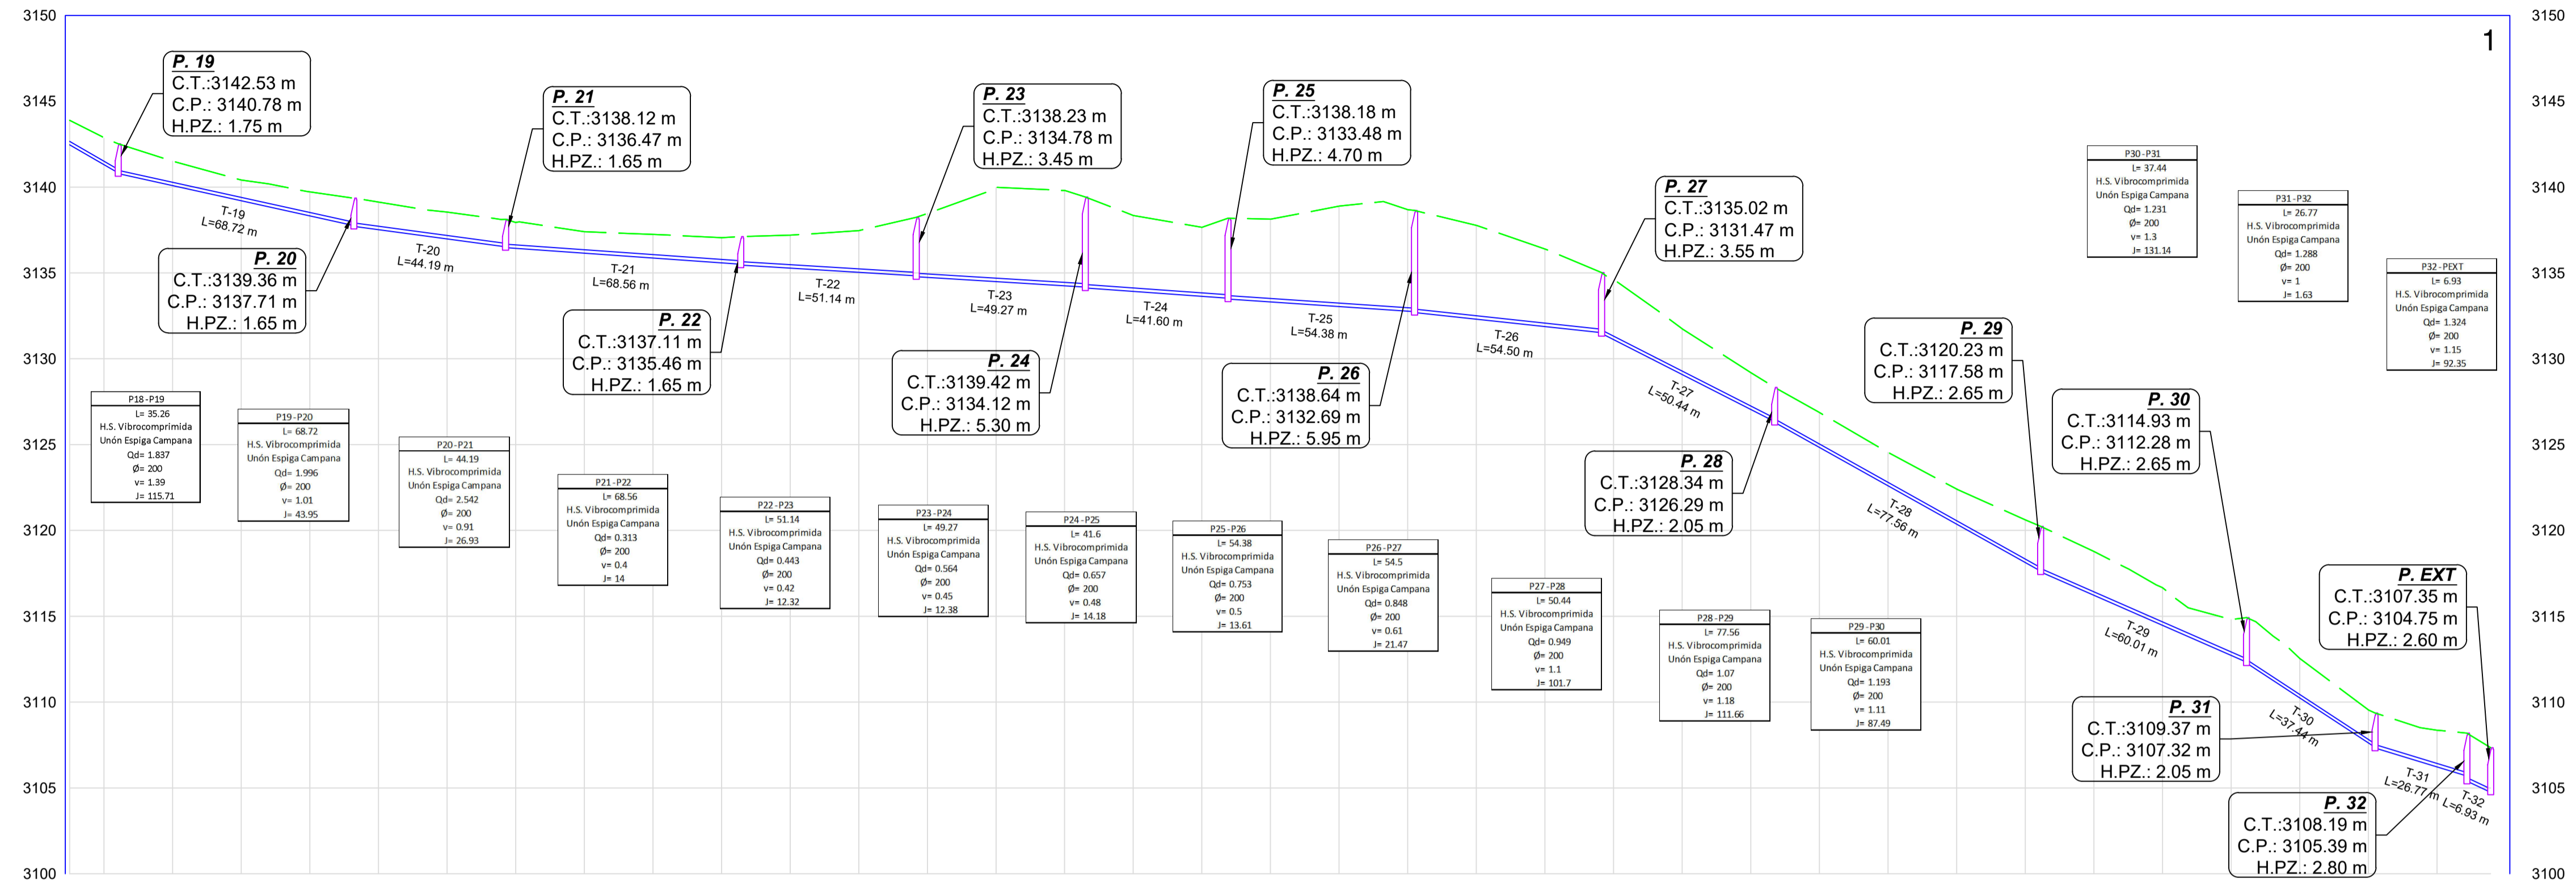 3150
3145
3140
3135
3130
3125
3120
3115
3110
3105
3100
3150
3145
3140
3135
3130
3125
3120
3115
3110
3105
3100
1
P. 19
C.T.:3142.53 m
C.P.: 3140.78 m
H.PZ.: 1.75 m
P. 20
C.T.:3139.36 m
C.P.: 3137.71 m
H.PZ.: 1.65 m
P. 21
C.T.:3138.12 m
C.P.: 3136.47 m
H.PZ.: 1.65 m
P. 22
C.T.:3137.11 m
C.P.: 3135.46 m
H.PZ.: 1.65 m
P. 23
C.T.:3138.23 m
C.P.: 3134.78 m
H.PZ.: 3.45 m
P. 24
C.T.:3139.42 m
C.P.: 3134.12 m
H.PZ.: 5.30 m
P. 25
C.T.:3138.18 m
C.P.: 3133.48 m
H.PZ.: 4.70 m
P. 26
C.T.:3138.64 m
C.P.: 3132.69 m
H.PZ.: 5.95 m
P. 27
C.T.:3135.02 m
C.P.: 3131.47 m
H.PZ.: 3.55 m
P. 28
C.T.:3128.34 m
C.P.: 3126.29 m
H.PZ.: 2.05 m
P. 29
C.T.:3120.23 m
C.P.: 3117.58 m
H.PZ.: 2.65 m
P. 30
C.T.:3114.93 m
C.P.: 3112.28 m
H.PZ.: 2.65 m
P. 31
C.T.:3109.37 m
C.P.: 3107.32 m
H.PZ.: 2.05 m
P. 32
C.T.:3108.19 m
C.P.: 3105.39 m
H.PZ.: 2.80 m
P. EXT
C.T.:3107.35 m
C.P.: 3104.75 m
H.PZ.: 2.60 m
T-19
L=68.72 m
T-20
L=44.19 m
T-21
L=68.56 m
T-22
L=51.14 m
T-23
L=49.27 m
T-24
L=41.60 m
T-25
L=54.38 m
T-26
L=54.50 m
T-27
L=50.44 m
T-28
L=77.56 m
T-29
L=60.01 m
T-30
L=37.44 m
T-31
L=26.77 m
T-32
L=6.93 m
P18-P19
L= 35.26
H.S. Vibrocomprimida
Unón Espiga Campana
Qd= 1.837
Ø= 200
v= 1.39
J= 115.71
P19-P20
L= 68.72
H.S. Vibrocomprimida
Unón Espiga Campana
Qd= 1.996
Ø= 200
v= 1.01
J= 43.95
P20-P21
L= 44.19
H.S. Vibrocomprimida
Unón Espiga Campana
Qd= 2.542
Ø= 200
v= 0.91
J= 26.93
P21-P22
L= 68.56
H.S. Vibrocomprimida
Unón Espiga Campana
Qd= 0.313
Ø= 200
v= 0.4
J= 14
P22-P23
L= 51.14
H.S. Vibrocomprimida
Unón Espiga Campana
Qd= 0.443
Ø= 200
v= 0.42
J= 12.32
P23-P24
L= 49.27
H.S. Vibrocomprimida
Unón Espiga Campana
Qd= 0.564
Ø= 200
v= 0.45
J= 12.38
P24-P25
L= 41.6
H.S. Vibrocomprimida
Unón Espiga Campana
Qd= 0.657
Ø= 200
v= 0.48
J= 14.18
P25-P26
L= 54.38
H.S. Vibrocomprimida
Unón Espiga Campana
Qd= 0.753
Ø= 200
v= 0.5
J= 13.61
P26-P27
L= 54.5
H.S. Vibrocomprimida
Unón Espiga Campana
Qd= 0.848
Ø= 200
v= 0.61
J= 21.47
P27-P28
L= 50.44
H.S. Vibrocomprimida
Unón Espiga Campana
Qd= 0.949
Ø= 200
v= 1.1
J= 101.7
P28-P29
L= 77.56
H.S. Vibrocomprimida
Unón Espiga Campana
Qd= 1.07
Ø= 200
v= 1.18
J= 111.66
P29-P30
L= 60.01
H.S. Vibrocomprimida
Unón Espiga Campana
Qd= 1.193
Ø= 200
v= 1.11
J= 87.49
P30-P31
L= 37.44
H.S. Vibrocomprimida
Unón Espiga Campana
Qd= 1.231
Ø= 200
v= 1.3
J= 131.14
P31-P32
L= 26.77
H.S. Vibrocomprimida
Unón Espiga Campana
Qd= 1.288
Ø= 200
v= 1
J= 1.63
P32-PEXT
L= 6.93
H.S. Vibrocomprimida
Unón Espiga Campana
Qd= 1.324
Ø= 200
v= 1.15
J= 92.35